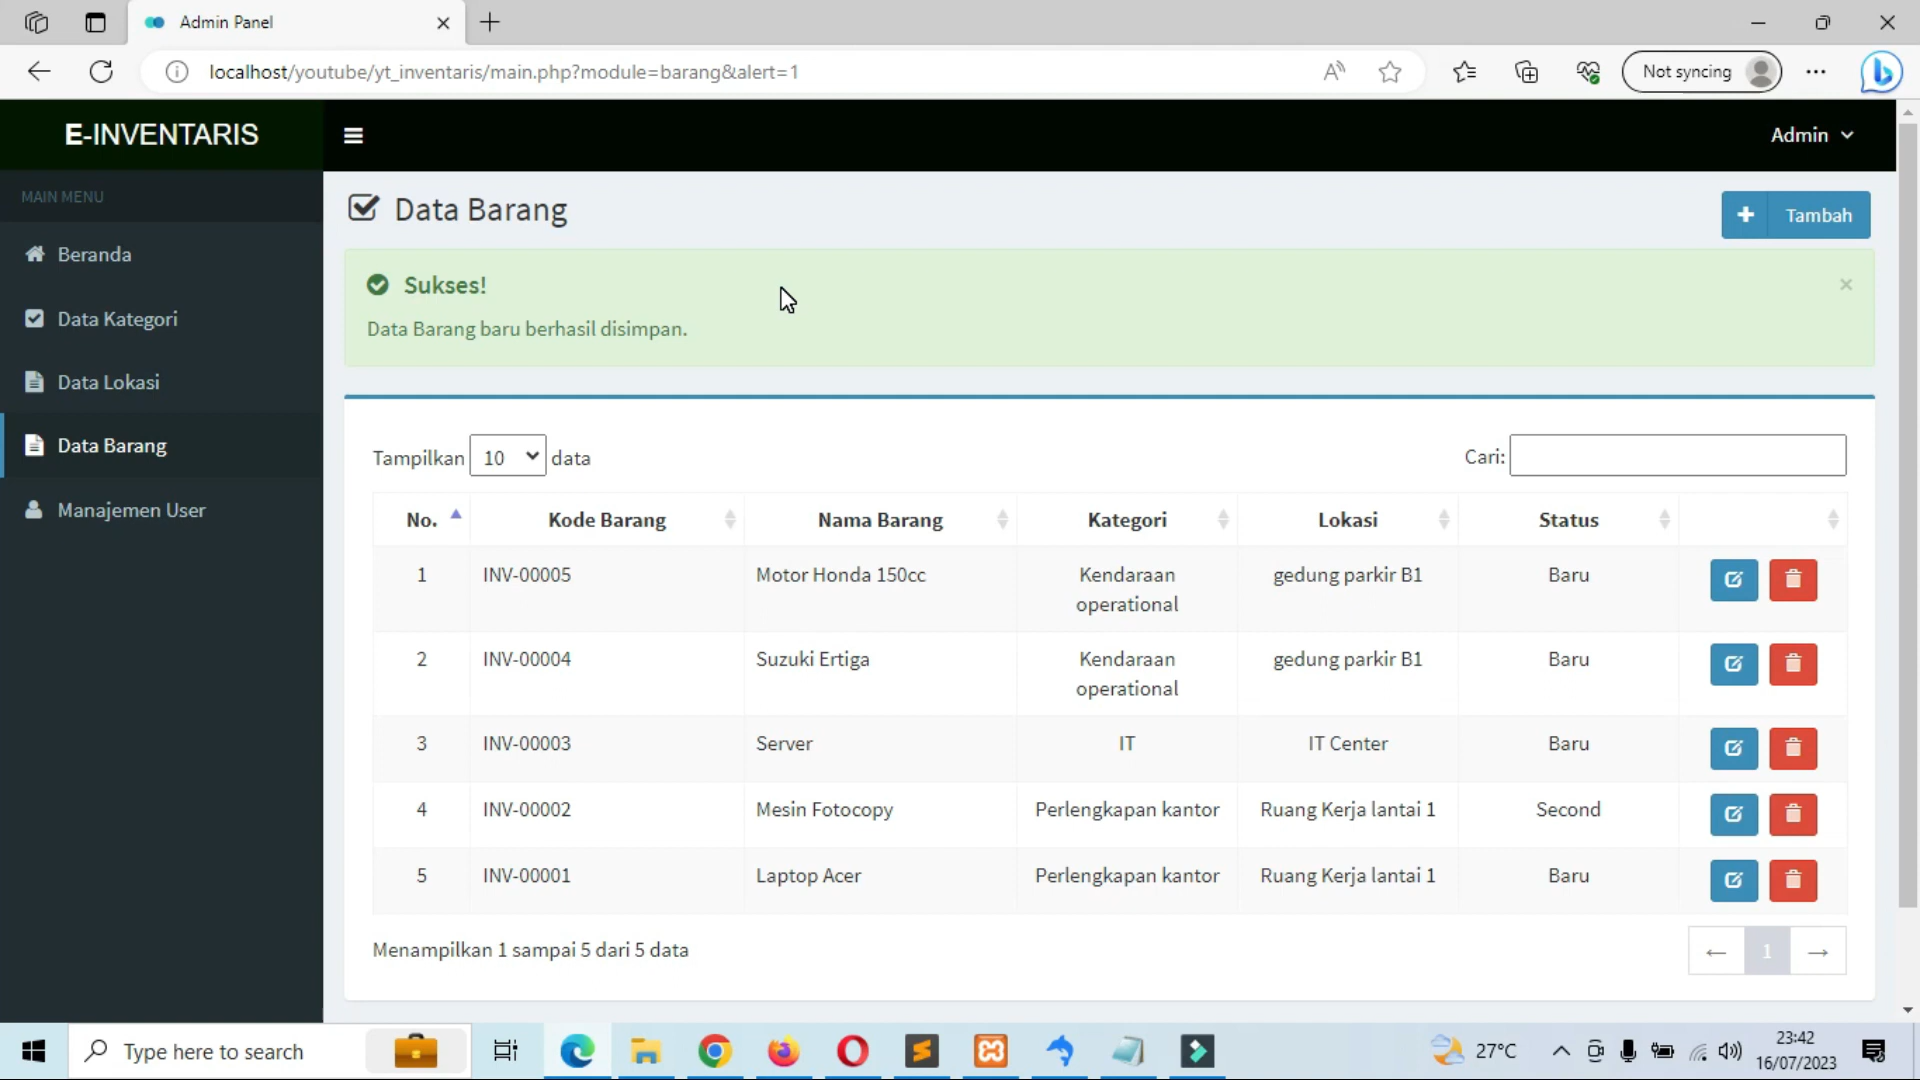 Admin Panel
localhost/youtube/yt_inventaris/main.php?module=barang&alert=1
Not syncing
E-INVENTARIS
Admin
MAIN MENU
Beranda
Data Kategori
Data Lokasi
Data Barang
Manajemen User
Data Barang
Tambah
Sukses!
Data Barang baru berhasil disimpan.
Tampilkan 10 data
Cari:
No. Kode Barang Nama Barang Kategori Lokasi Status
1 INV-00005 Motor Honda 150cc Kendaraan operational gedung parkir B1 Baru
2 INV-00004 Suzuki Ertiga Kendaraan operational gedung parkir B1 Baru
3 INV-00003 Server IT IT Center Baru
4 INV-00002 Mesin Fotocopy Perlengkapan kantor Ruang Kerja lantai 1 Second
5 INV-00001 Laptop Acer Perlengkapan kantor Ruang Kerja lantai 1 Baru
Menampilkan 1 sampai 5 dari 5 data
← 1 →
Type here to search
27°C
23:42
16/07/2023